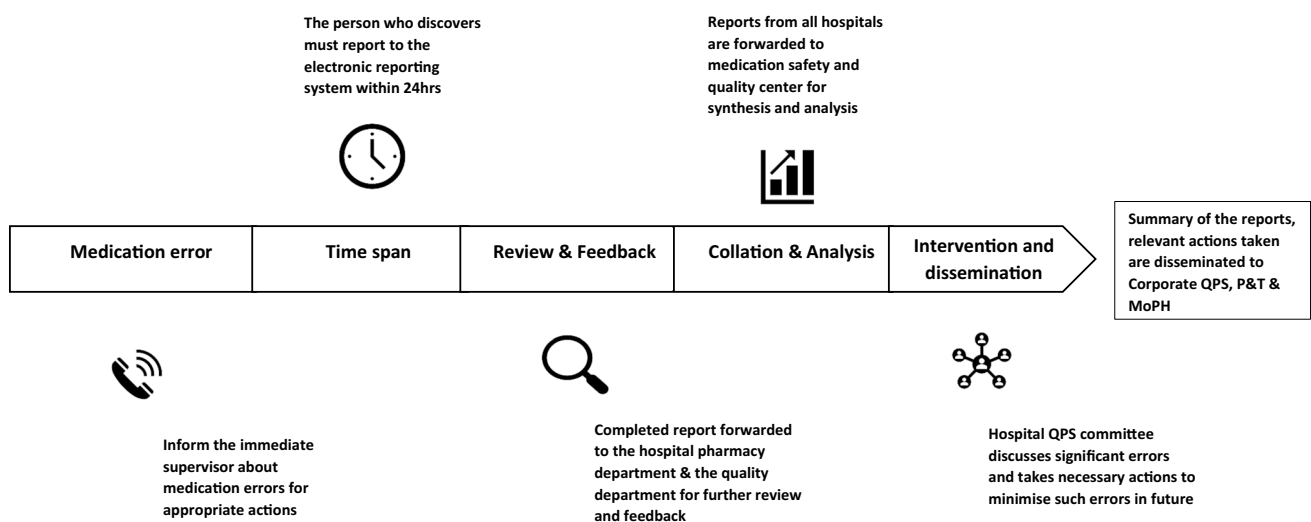 The person who discovers
must report to the
electronic reporting
system within 24hrs
Reports from all hospitals
are forwarded to
medication safety and
quality center for
synthesis and analysis
Medication error
Time span
Review & Feedback
Collation & Analysis
Intervention and
dissemination
Summary of the reports,
relevant actions taken
are disseminated to
Corporate QPS, P&T &
MoPH
Inform the immediate
supervisor about
medication errors for
appropriate actions
Completed report forwarded
to the hospital pharmacy
department & the quality
department for further review
and feedback
Hospital QPS committee
discusses significant errors
and takes necessary actions to
minimise such errors in future